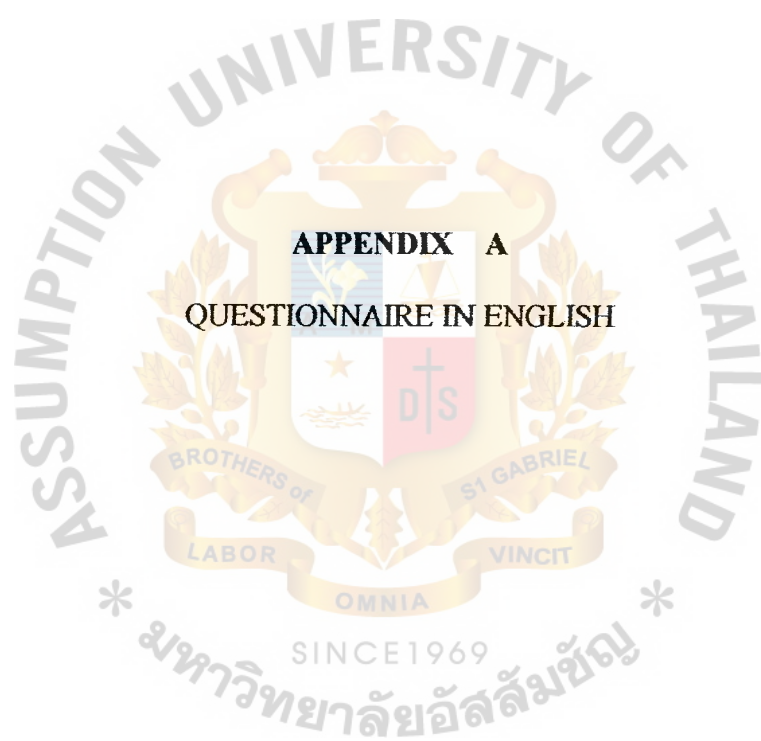 ASSUMPTION UNIVERSITY OF THAILAND
APPENDIX A
QUESTIONNAIRE IN ENGLISH
D S
BROTHERS of
S1 GABRIEL
LABOR
OMNIA
VINCIT
SINCE1969
* มหาวิทยาลัยอัสสัมชัญ *